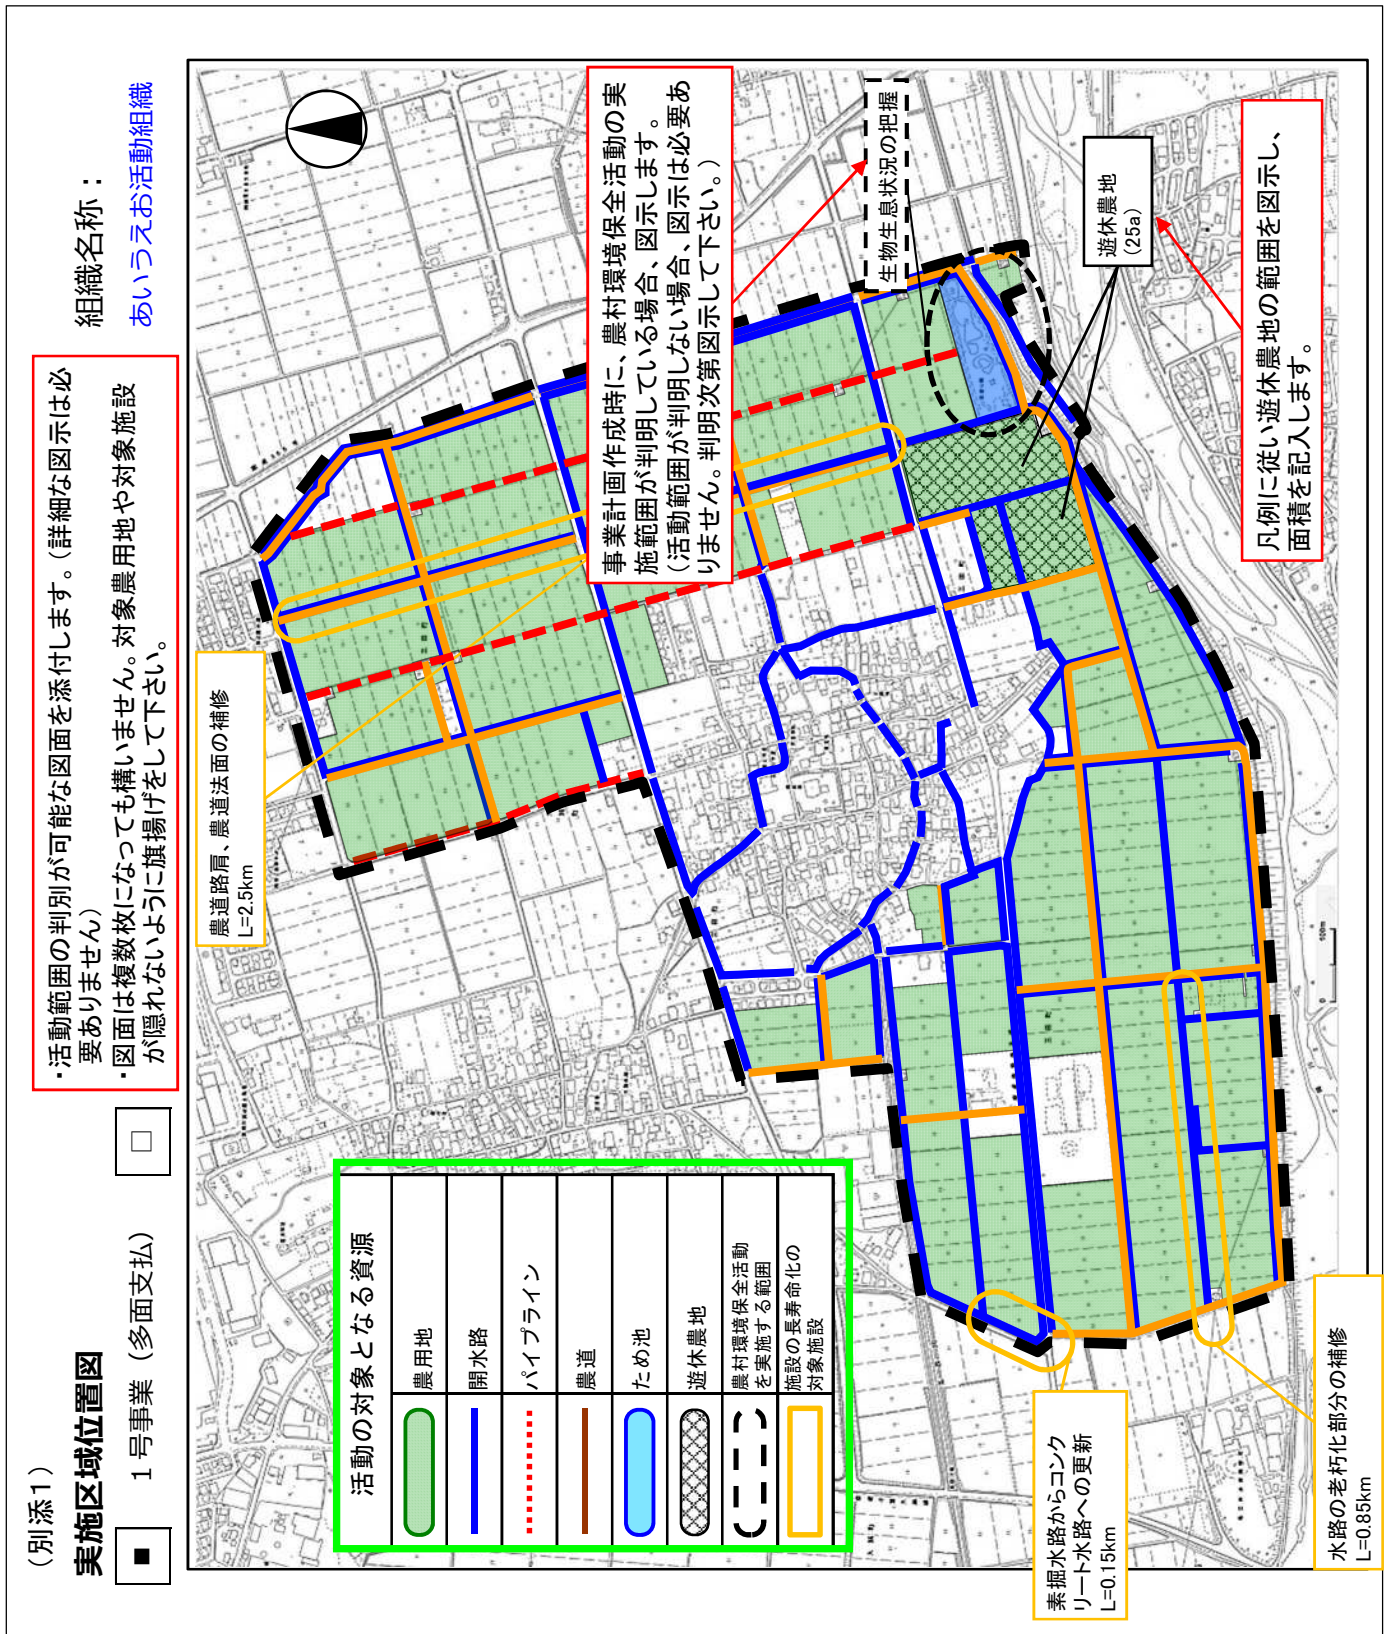 （別添１）
実施区域位置図
■
１号事業（多面支払）
□
・活動範囲の判別が可能な図面を添付します。（詳細な図示は必
要ありません）
・図面は複数枚になっても構いません。対象農用地や対象施設
が隠れないように旗揚げをして下さい。
組織名称：
あいうえお活動組織
農道路肩、農道法面の補修
L=2.5km
事業計画作成時に、農村環境保全活動の実
施範囲が判明している場合、図示します。
（活動範囲が判明しない場合、図示は必要あ
りません。判明次第図示して下さい。）
生物生息状況の把握
遊休農地
(25a)
凡例に従い遊休農地の範囲を図示し、
面積を記入します。
活動の対象となる資源
農用地
開水路
パイプライン
農道
ため池
遊休農地
農村環境保全活動
を実施する範囲
施設の長寿命化の
対象施設
素掘水路からコンク
リート水路への更新
L=0.15km
水路の老朽化部分の補修
L=0.85km
0 100m